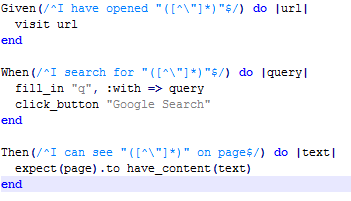 Given(/^I have opened "([^\"]*)"$/) do |url|
  visit url
end
When(/^I search for "([^\"]*)"$/) do |query|
  fill_in "q", :with => query
  click_button "Google Search"
end
Then(/^I can see "([^\"]*)" on page$/) do |text|
  expect(page).to have_content(text)
end